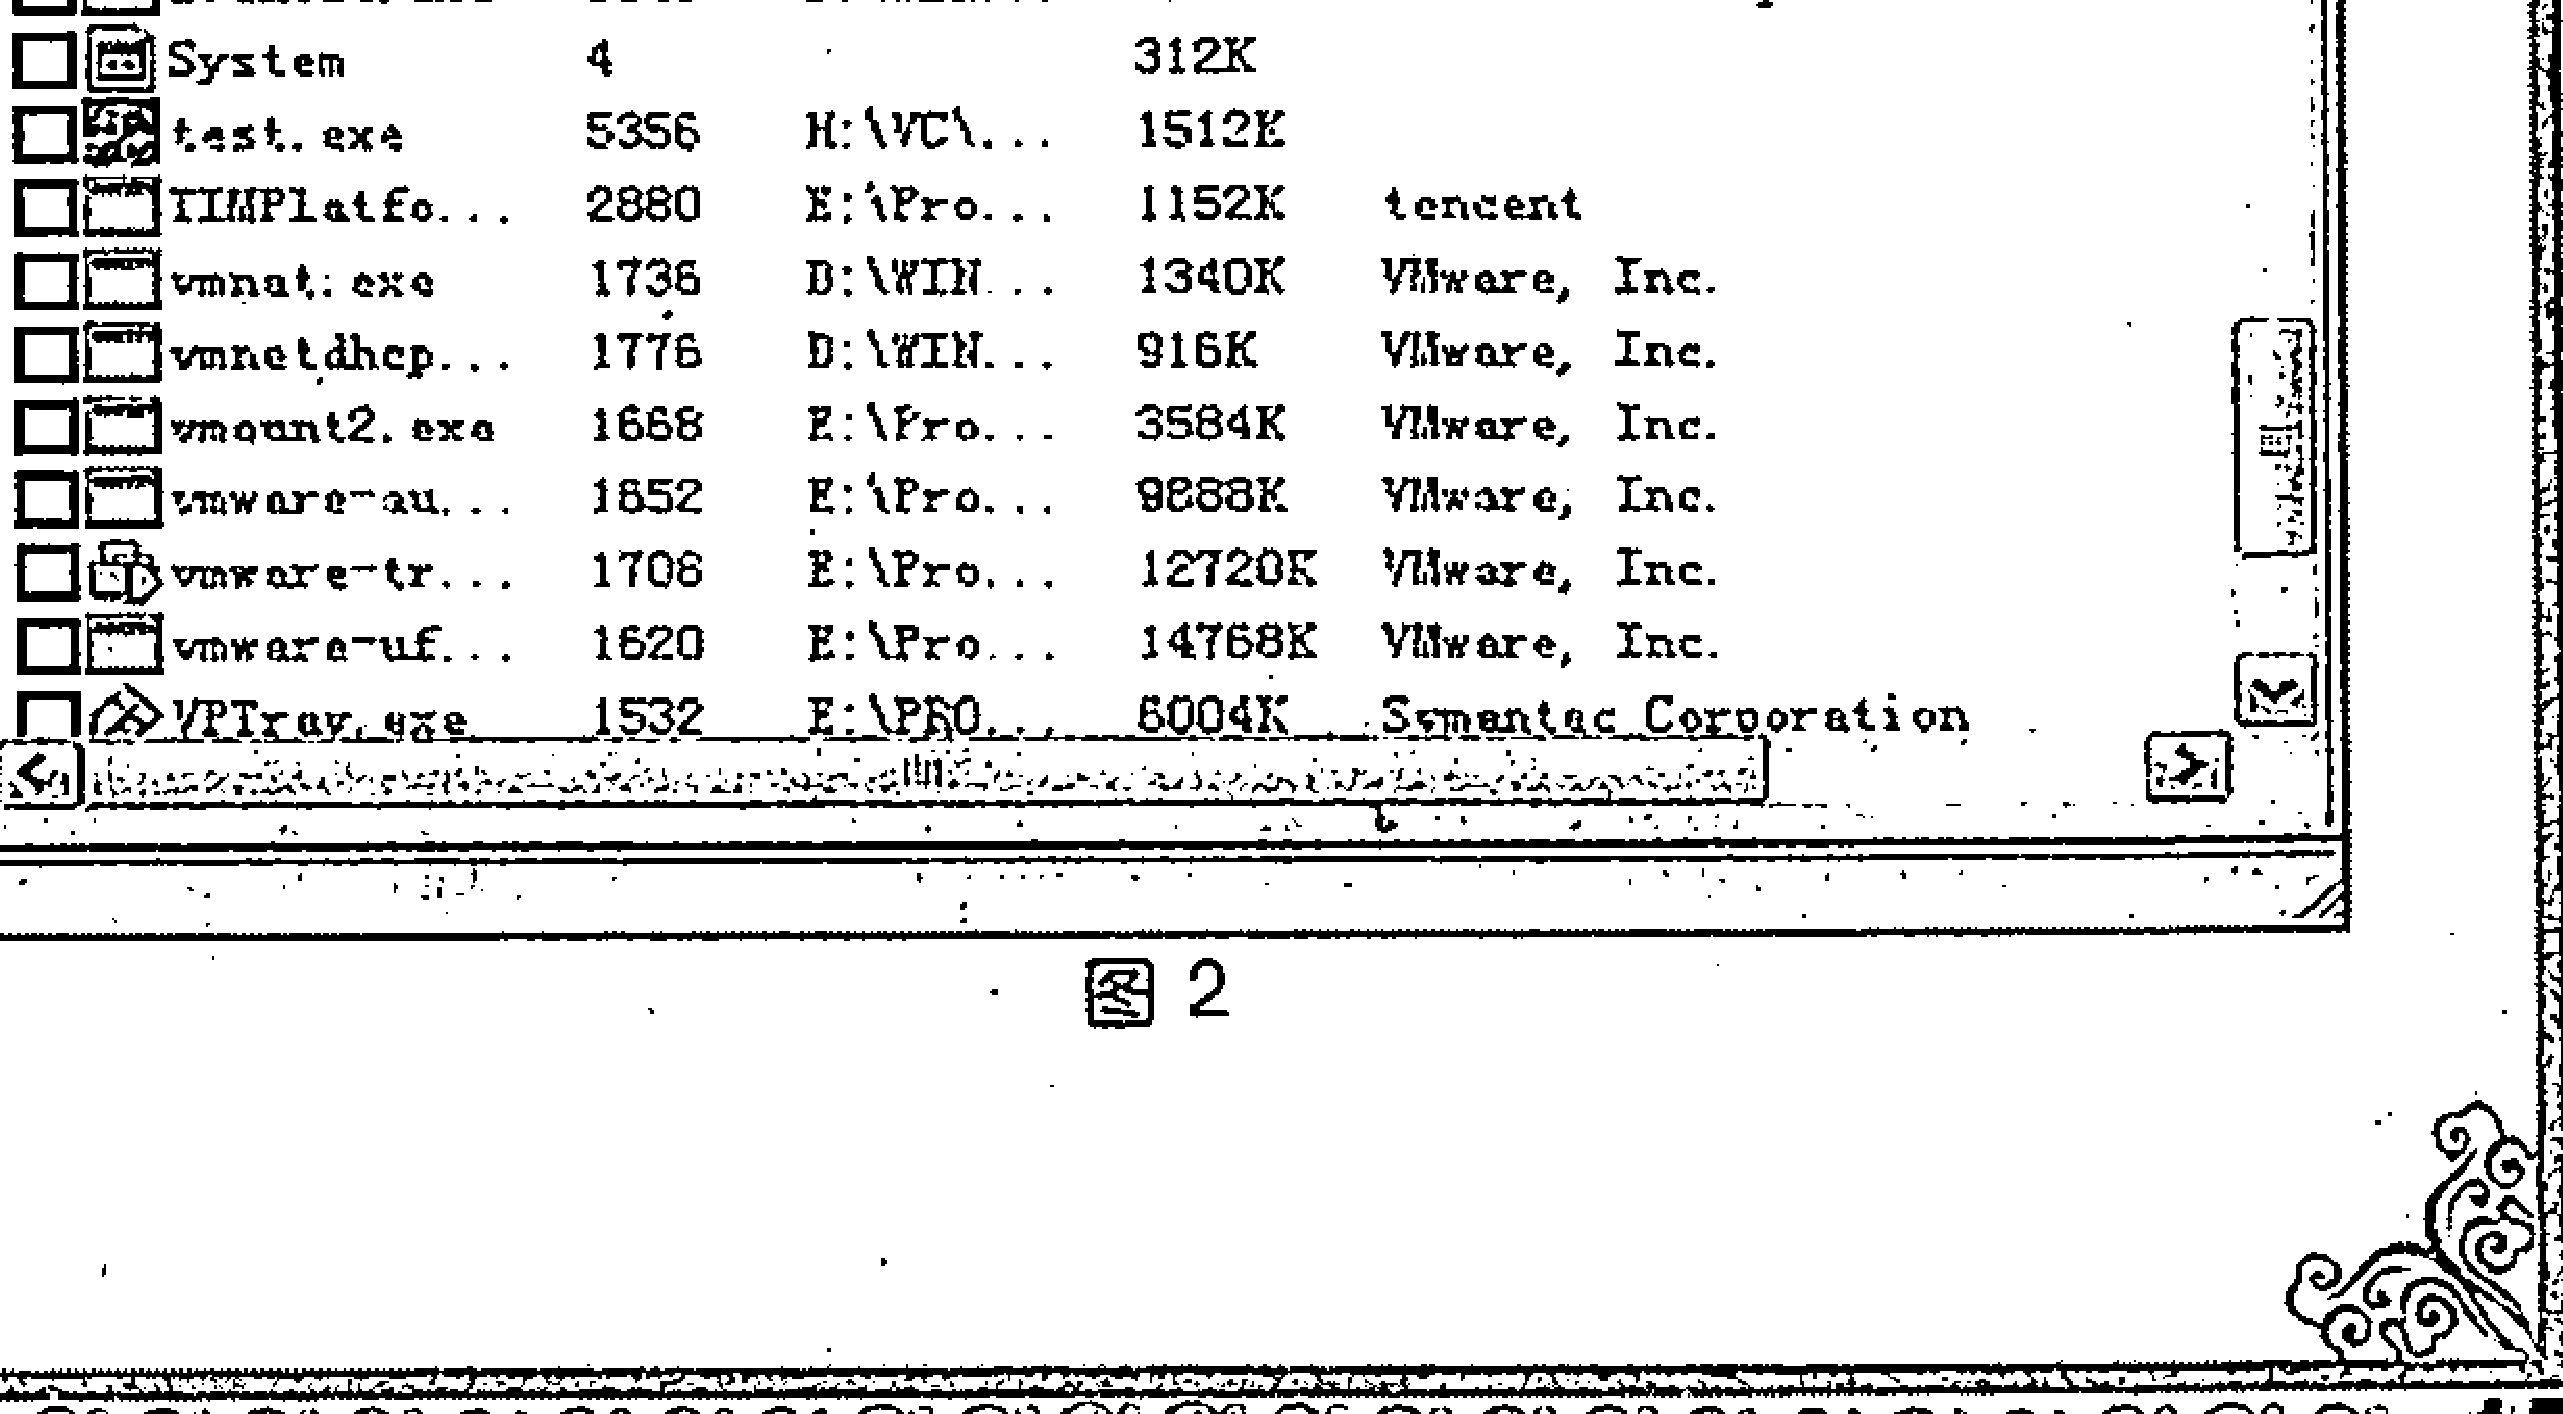 System 4 312K
test.exe 5356 H:\VC\... 1512K
TIMPlatfo... 2880 E:\Pro... 1152K tencent
vmnat.exe 1736 D:\WIN... 1340K VMware, Inc.
vmnetdhcp... 1776 D:\WIN... 916K VMware, Inc.
vmount2.exe 1668 E:\Pro... 3584K VMware, Inc.
vmware-au... 1652 E:\Pro... 9888K VMware, Inc.
vmware-tr... 1708 E:\Pro... 12720K VMware, Inc.
vmware-uf... 1620 E:\Pro... 14768K VMware, Inc.
VPTray.exe 1532 E:\PRO... 6004K Symantec Corporation
图 2